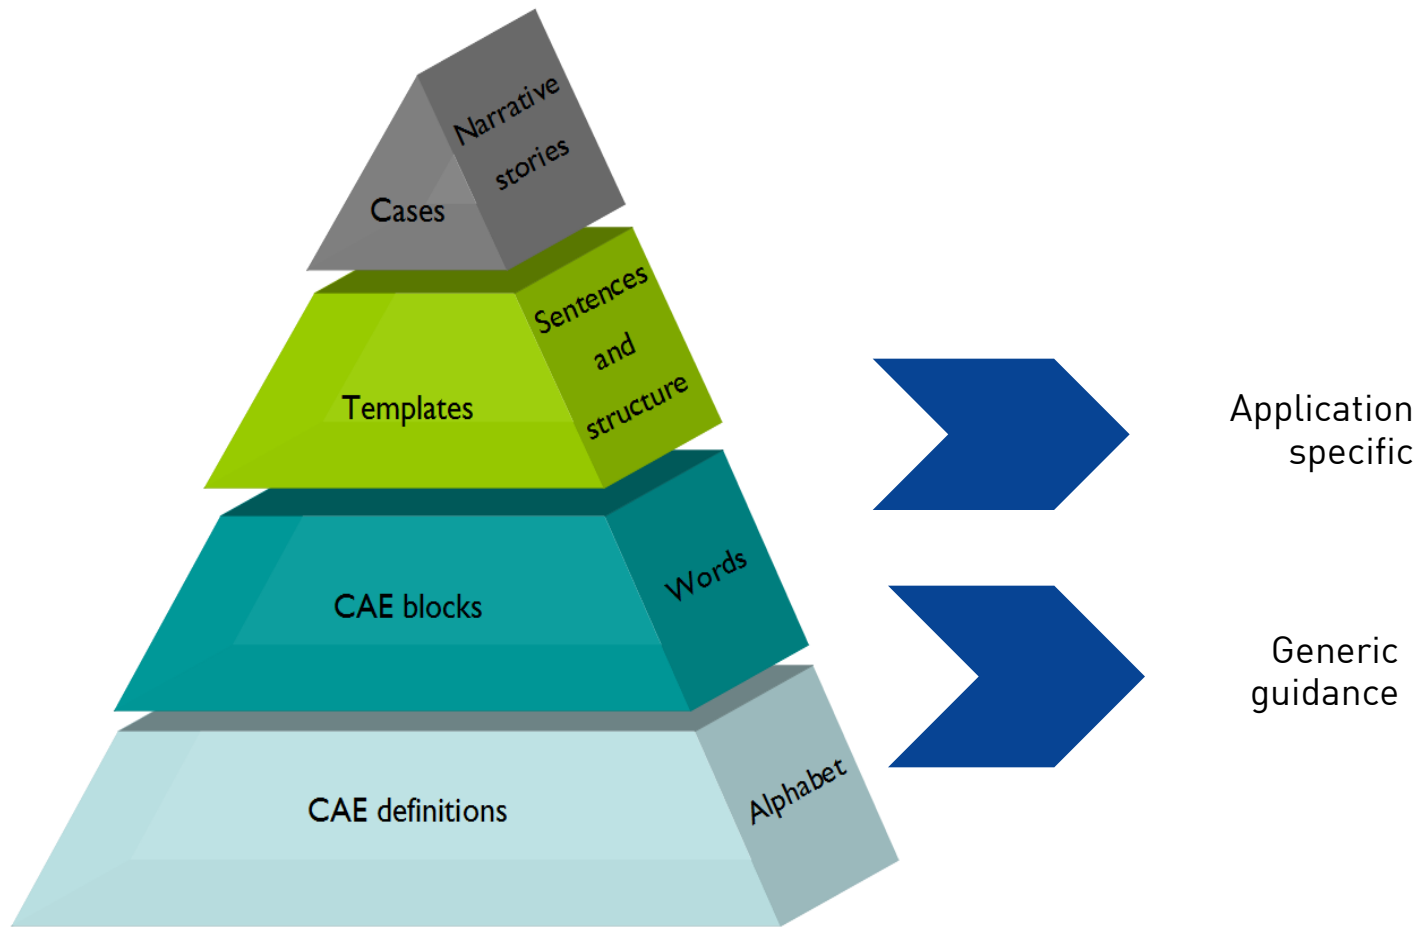 Narrative
stories
Cases
Sentences
and
structure
Templates
Words
CAE blocks
Alphabet
CAE definitions
Application
specific
Generic
guidance